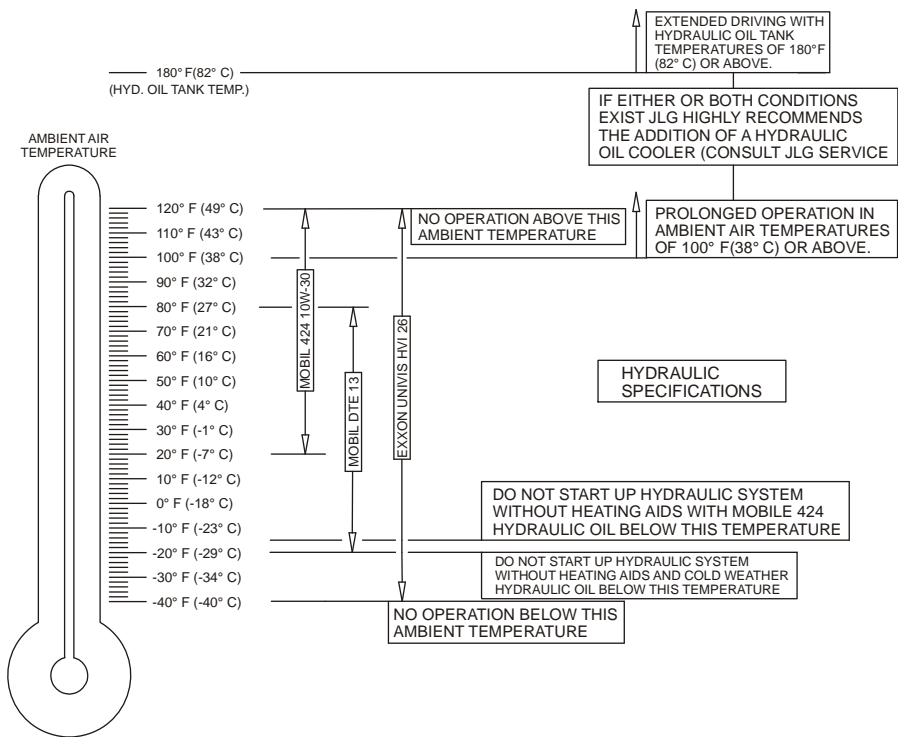 EXTENDED DRIVING WITH
HYDRAULIC OIL TANK
TEMPERATURES OF 180°F
(82° C) OR ABOVE.
180° F(82° C)
(HYD. OIL TANK TEMP.)
IF EITHER OR BOTH CONDITIONS
EXIST JLG HIGHLY RECOMMENDS
THE ADDITION OF A HYDRAULIC
OIL COOLER (CONSULT JLG SERVICE
AMBIENT AIR
TEMPERATURE
120° F (49° C)
110° F (43° C)
100° F (38° C)
90° F (32° C)
80° F (27° C)
70° F (21° C)
60° F (16° C)
50° F (10° C)
40° F (4° C)
30° F (-1° C)
20° F (-7° C)
10° F (-12° C)
0° F (-18° C)
-10° F (-23° C)
-20° F (-29° C)
-30° F (-34° C)
-40° F (-40° C)
MOBIL 424 10W-30
MOBIL DTE 13
EXXON UNIVIS HVI 26
NO OPERATION ABOVE THIS
AMBIENT TEMPERATURE
PROLONGED OPERATION IN
AMBIENT AIR TEMPERATURES
OF 100° F(38° C) OR ABOVE.
HYDRAULIC
SPECIFICATIONS
DO NOT START UP HYDRAULIC SYSTEM
WITHOUT HEATING AIDS WITH MOBILE 424
HYDRAULIC OIL BELOW THIS TEMPERATURE
DO NOT START UP HYDRAULIC SYSTEM
WITHOUT HEATING AIDS AND COLD WEATHER
HYDRAULIC OIL BELOW THIS TEMPERATURE
NO OPERATION BELOW THIS
AMBIENT TEMPERATURE